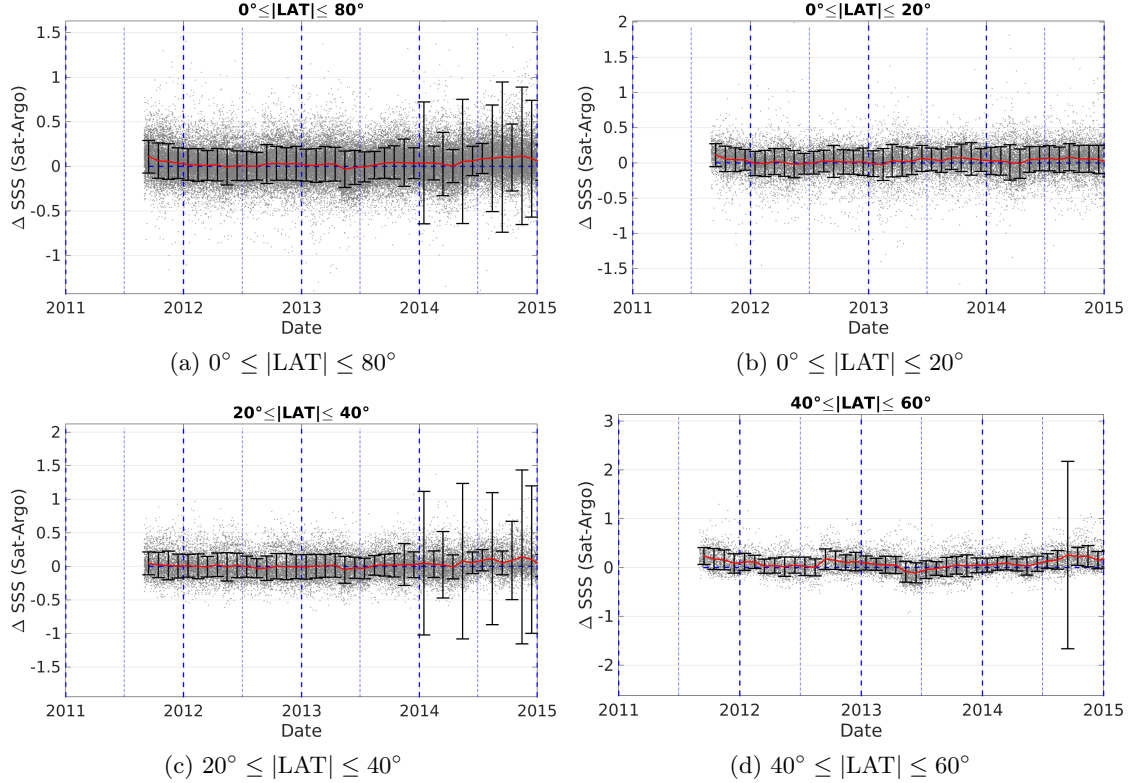 0°≤|LAT|≤ 80°
Δ SSS (Sat-Argo)
1.5
1
0.5
0
-0.5
-1
2011 2012 2013 2014 2015
Date
(a) 0° ≤ |LAT| ≤ 80°
0°≤|LAT|≤ 20°
Δ SSS (Sat-Argo)
2
1.5
1
0.5
0
-0.5
-1
-1.5
2011 2012 2013 2014 2015
Date
(b) 0° ≤ |LAT| ≤ 20°
20°≤|LAT|≤ 40°
Δ SSS (Sat-Argo)
2
1.5
1
0.5
0
-0.5
-1
-1.5
2011 2012 2013 2014 2015
Date
(c) 20° ≤ |LAT| ≤ 40°
40°≤|LAT|≤ 60°
Δ SSS (Sat-Argo)
3
2
1
0
-1
-2
2011 2012 2013 2014 2015
Date
(d) 40° ≤ |LAT| ≤ 60°